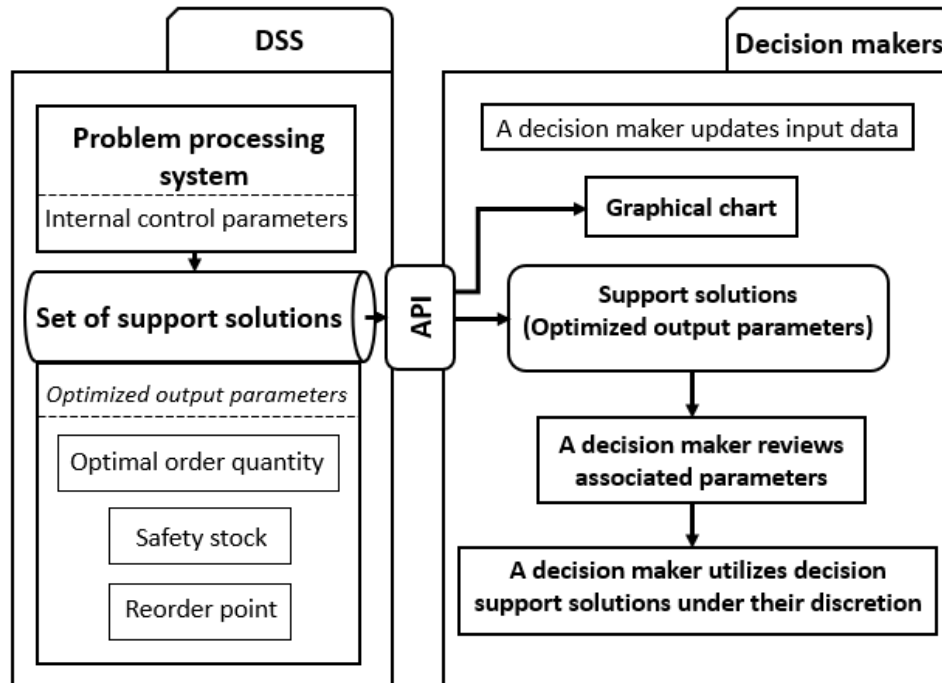 DSS
Problem processing
system
Internal control parameters
Set of support solutions
Optimized output parameters
Optimal order quantity
Safety stock
Reorder point
API
Decision makers
A decision maker updates input data
Graphical chart
Support solutions
(Optimized output parameters)
A decision maker reviews
associated parameters
A decision maker utilizes decision
support solutions under their discretion